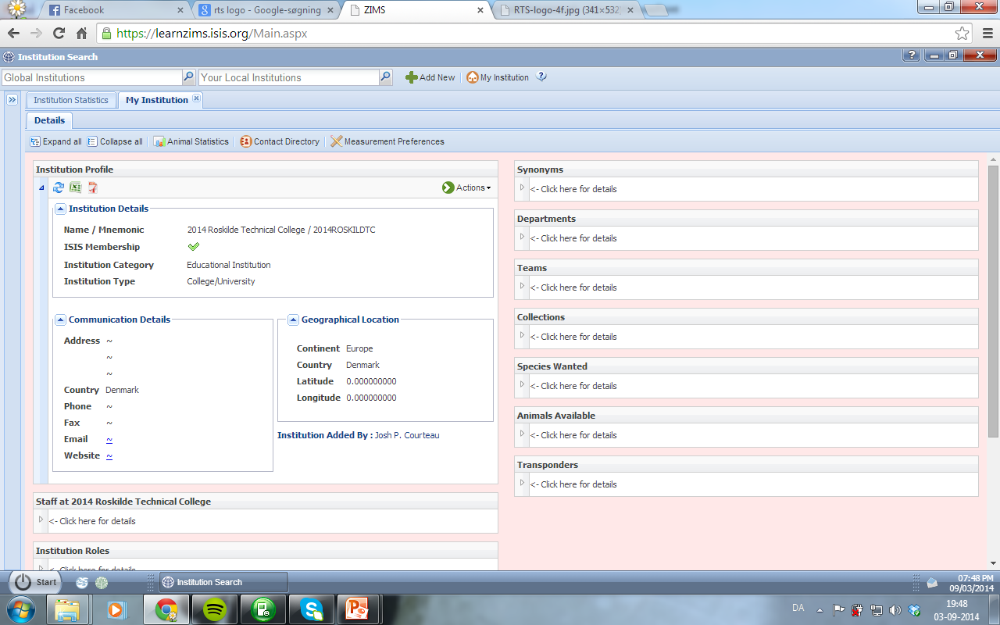 Facebook
rts logo - Google-søgning
ZIMS
RTS-logo-4f.jpg (341×532
https://learnzims.isis.org/Main.aspx
Institution Search
Global Institutions
Your Local Institutions
Add New
My Institution
Institution Statistics
My Institution
Details
Expand all
Collapse all
Animal Statistics
Contact Directory
Measurement Preferences
Institution Profile
Actions
Institution Details
Name / Mnemonic 2014 Roskilde Technical College / 2014ROSKILDTC
ISIS Membership
Institution Category Educational Institution
Institution Type College/University
Communication Details
Address ~
~
~
Country Denmark
Phone ~
Fax ~
Email ~
Website ~
Geographical Location
Continent Europe
Country Denmark
Latitude 0.000000000
Longitude 0.000000000
Institution Added By : Josh P. Courteau
Staff at 2014 Roskilde Technical College
<- Click here for details
Institution Roles
<- Click here for details
Synonyms
<- Click here for details
Departments
<- Click here for details
Teams
<- Click here for details
Collections
<- Click here for details
Species Wanted
<- Click here for details
Animals Available
<- Click here for details
Transponders
<- Click here for details
Start
Institution Search
07:48 PM
09/03/2014
DA
19:48
03-09-2014